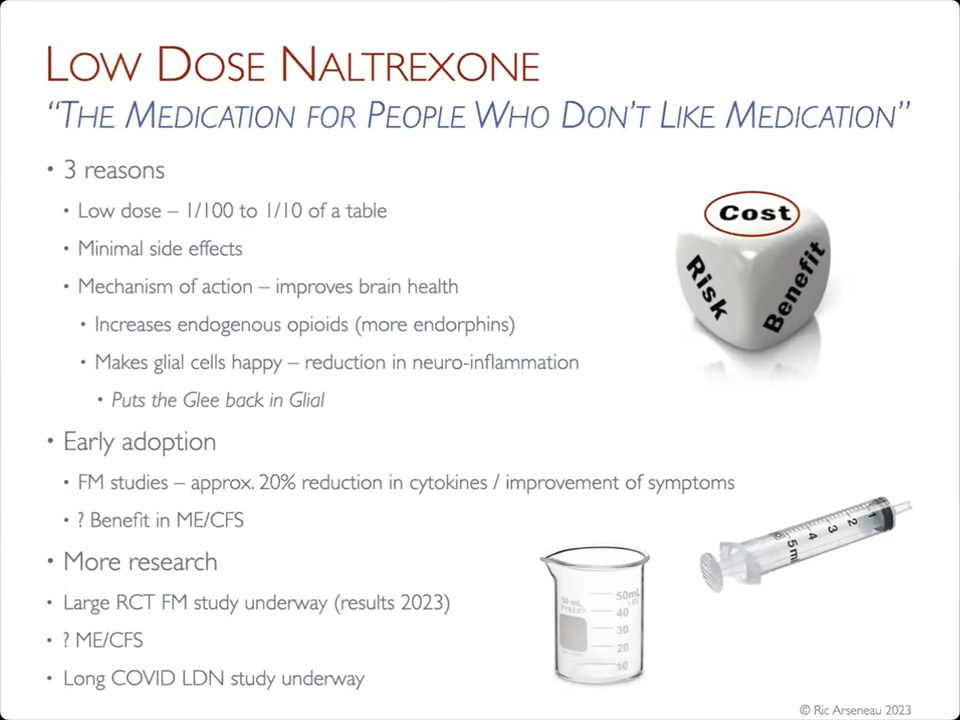 LOW DOSE NALTREXONE
“THE MEDICATION FOR PEOPLE WHO DON’T LIKE MEDICATION”
• 3 reasons
• Low dose – 1/100 to 1/10 of a table
• Minimal side effects
• Mechanism of action – improves brain health
• Increases endogenous opioids (more endorphins)
• Makes glial cells happy – reduction in neuro-inflammation
• Puts the Glee back in Glial
Cost
Risk
Benefit
• Early adoption
• FM studies – approx. 20% reduction in cytokines / improvement of symptoms
• ? Benefit in ME/CFS
• More research
• Large RCT FM study underway (results 2023)
• ? ME/CFS
• Long COVID LDN study underway
5 ml
4
3
2
1
50 mL
PYREX
50mL
40
30
20
10
© Ric Arseneau 2023